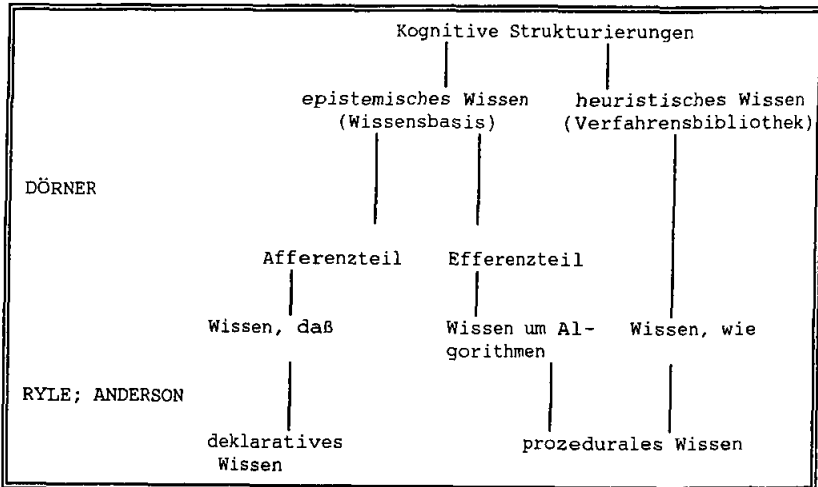 Kognitive Strukturierungen
epistemisches Wissen heuristisches Wissen
(Wissensbasis) (Verfahrensbibliothek)
DÖRNER
Afferenzteil Efferenzteil
Wissen, daß Wissen um Al- Wissen, wie
gorithmen
RYLE; ANDERSON
deklaratives prozedurales Wissen
Wissen